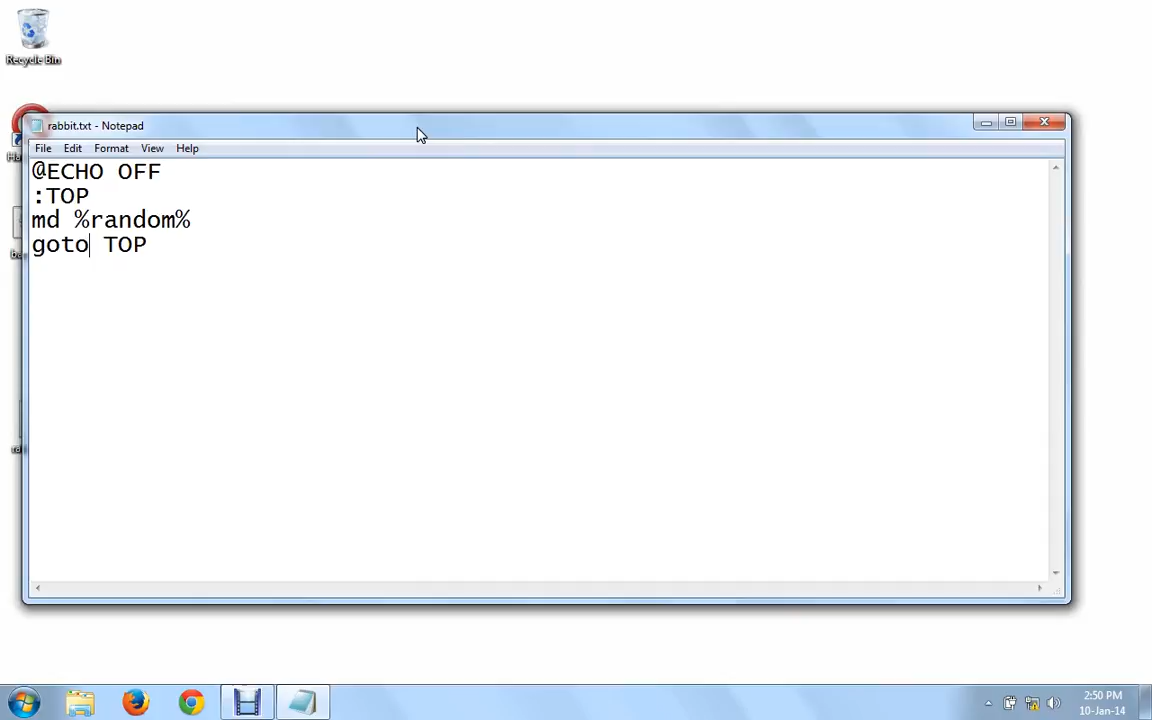 Recycle Bin
rabbit.txt - Notepad
File Edit Format View Help
@ECHO OFF
:TOP
md %random%
goto TOP
2:50 PM
10-Jan-14